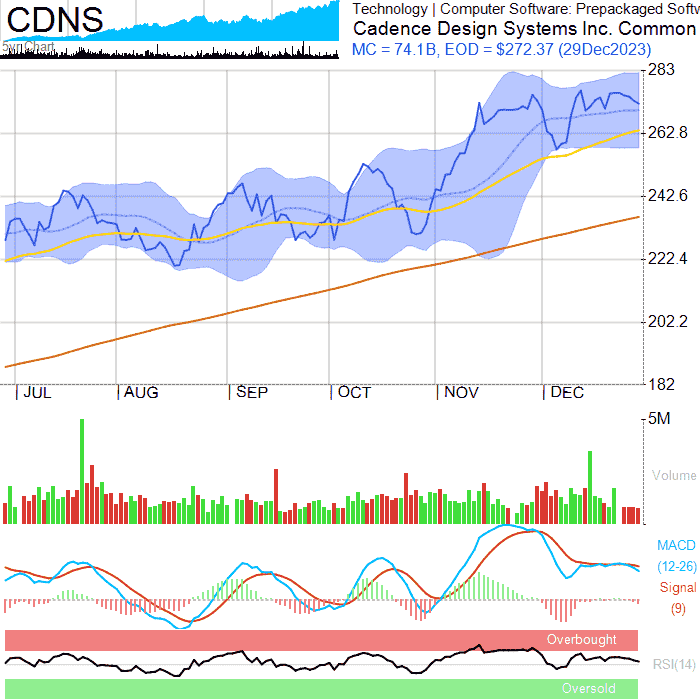 CDNS
5yr Chart
Technology | Computer Software: Prepackaged Softw
Cadence Design Systems Inc. Common
MC = 74.1B, EOD = $272.37 (29Dec2023)
283
262.8
242.6
222.4
202.2
182
JUL AUG SEP OCT NOV DEC
5M
Volume
MACD
(12-26)
Signal
(9)
Overbought
RSI(14)
Oversold